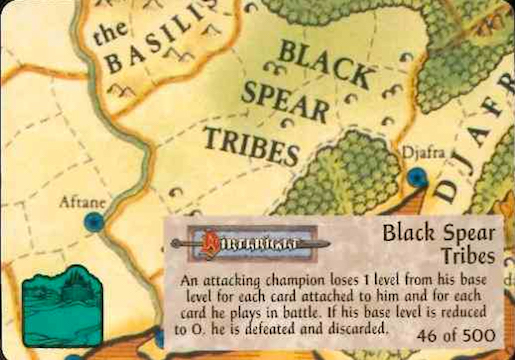 the
BASILIS
BLACK
SPEAR
TRIBES
Djafra
DJAFR
Aftane
BIRTHRIGHT
Black Spear
Tribes
An attacking champion loses 1 level from his base
level for each card attached to him and for each
card he plays in battle. If his base level is reduced
to 0, he is defeated and discarded.
46 of 500